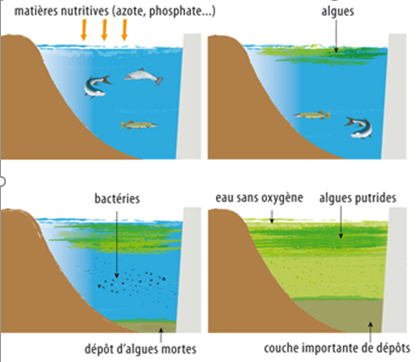 matières nutritives (azote, phosphate...)
algues
bactéries
dépôt d'algues mortes
eau sans oxygène
algues putrides
couche importante de dépôts